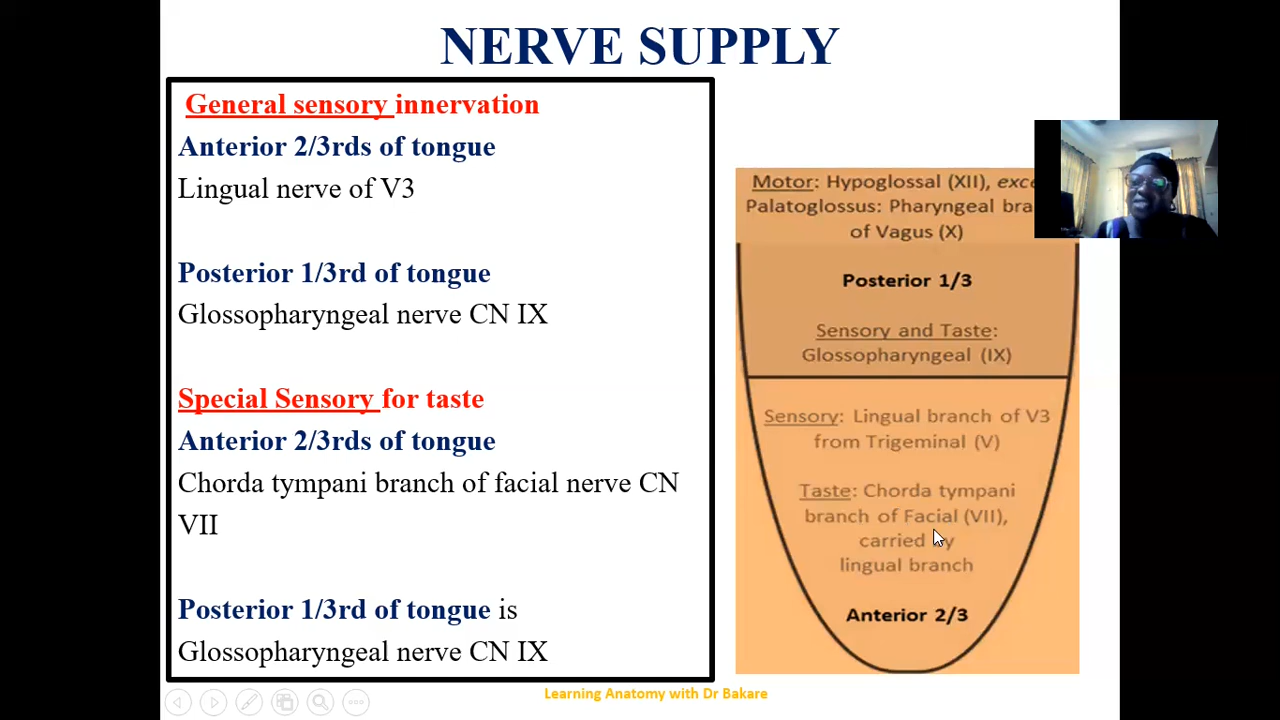 NERVE SUPPLY
General sensory innervation
Anterior 2/3rds of tongue
Lingual nerve of V3
Posterior 1/3rd of tongue
Glossopharyngeal nerve CN IX
Special Sensory for taste
Anterior 2/3rds of tongue
Chorda tympani branch of facial nerve CN
VII
Posterior 1/3rd of tongue is
Glossopharyngeal nerve CN IX
Motor: Hypoglossal (XII),
Palatoglossus: Pharyngeal
of Vagus (X)
Posterior 1/3
Sensory and Taste:
Glossopharyngeal (IX)
Sensory: Lingual branch of V3
from Trigeminal (V)
Taste: Chorda tympani
branch of Facial (VII),
carried by
lingual branch
Anterior 2/3
Learning Anatomy with Dr Bakare